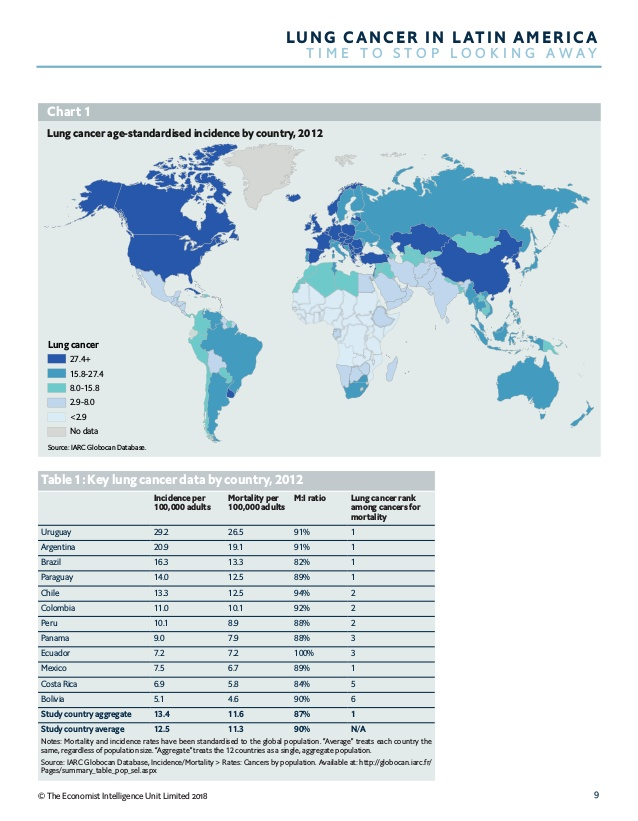 LUNG CANCER IN LATIN AMERICA
TIME TO STOP LOOKING AWAY
Chart 1
Lung cancer age-standardised incidence by country, 2012
Lung cancer
27.4+
15.8-27.4
8.0-15.8
2.9-8.0
<2.9
No data
Source: IARC Globocan Database.
Table 1: Key lung cancer data by country, 2012
Incidence per 100,000 adults Mortality per 100,000 adults M:I ratio Lung cancer rank among cancers for mortality
Uruguay 29.2 26.5 91% 1
Argentina 20.9 19.1 91% 1
Brazil 16.3 13.3 82% 1
Paraguay 14.0 12.5 89% 1
Chile 13.3 12.5 94% 2
Colombia 11.0 10.1 92% 2
Peru 10.1 8.9 88% 2
Panama 9.0 7.9 88% 3
Ecuador 7.2 7.2 100% 3
Mexico 7.5 6.7 89% 1
Costa Rica 6.9 5.8 84% 5
Bolivia 5.1 4.6 90% 6
Study country aggregate 13.4 11.6 87% 1
Study country average 12.5 11.3 90% N/A
Notes: Mortality and incidence rates have been standardised to the global population. "Average" treats each country the
same, regardless of population size. "Aggregate" treats the 12 countries as a single, aggregate population.
Source: IARC Globocan Database, Incidence/Mortality > Rates: Cancers by population. Available at: http://globocan.iarc.fr/
Pages/summary_table_pop_sel.aspx
© The Economist Intelligence Unit Limited 2018
9